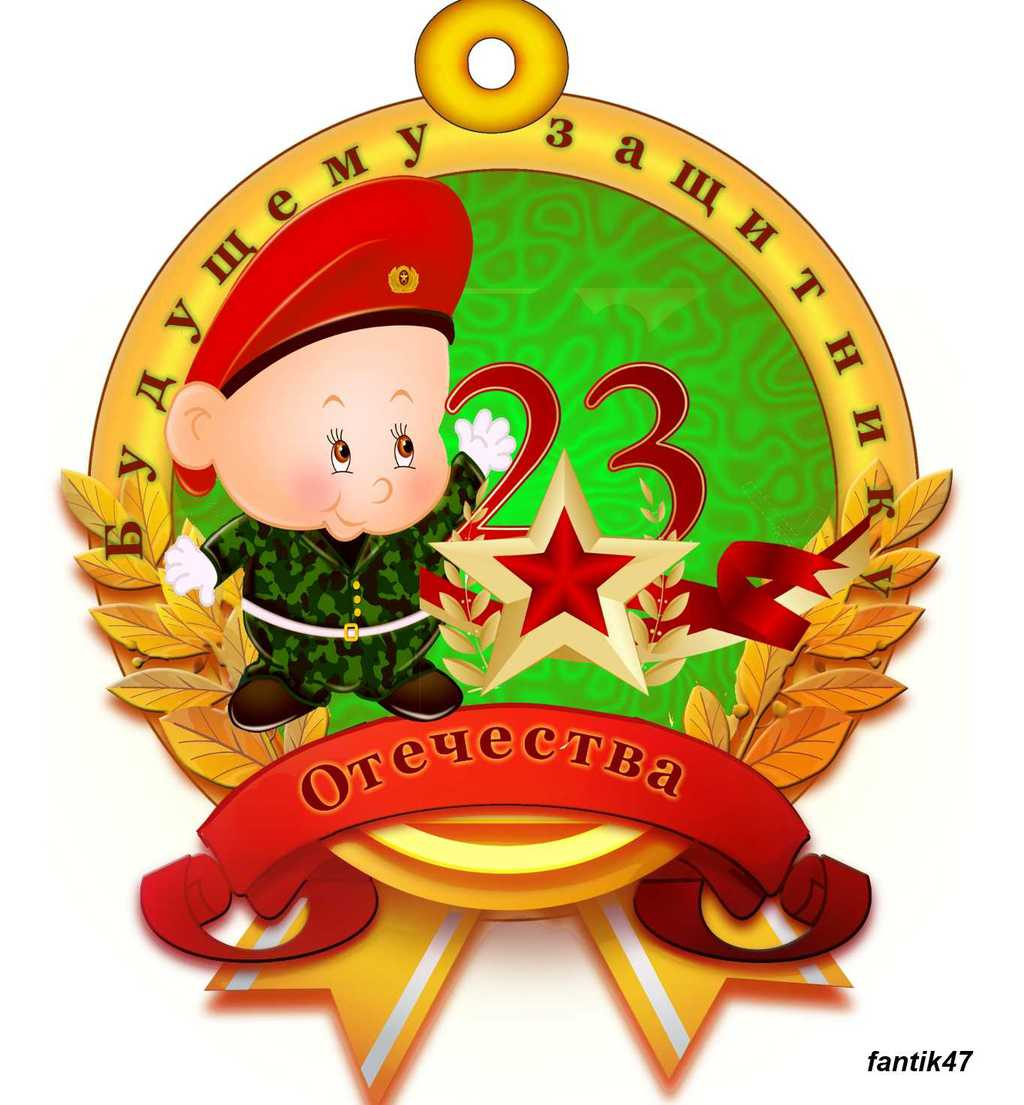 Будущему защитнику
23
Отечества
fantik47